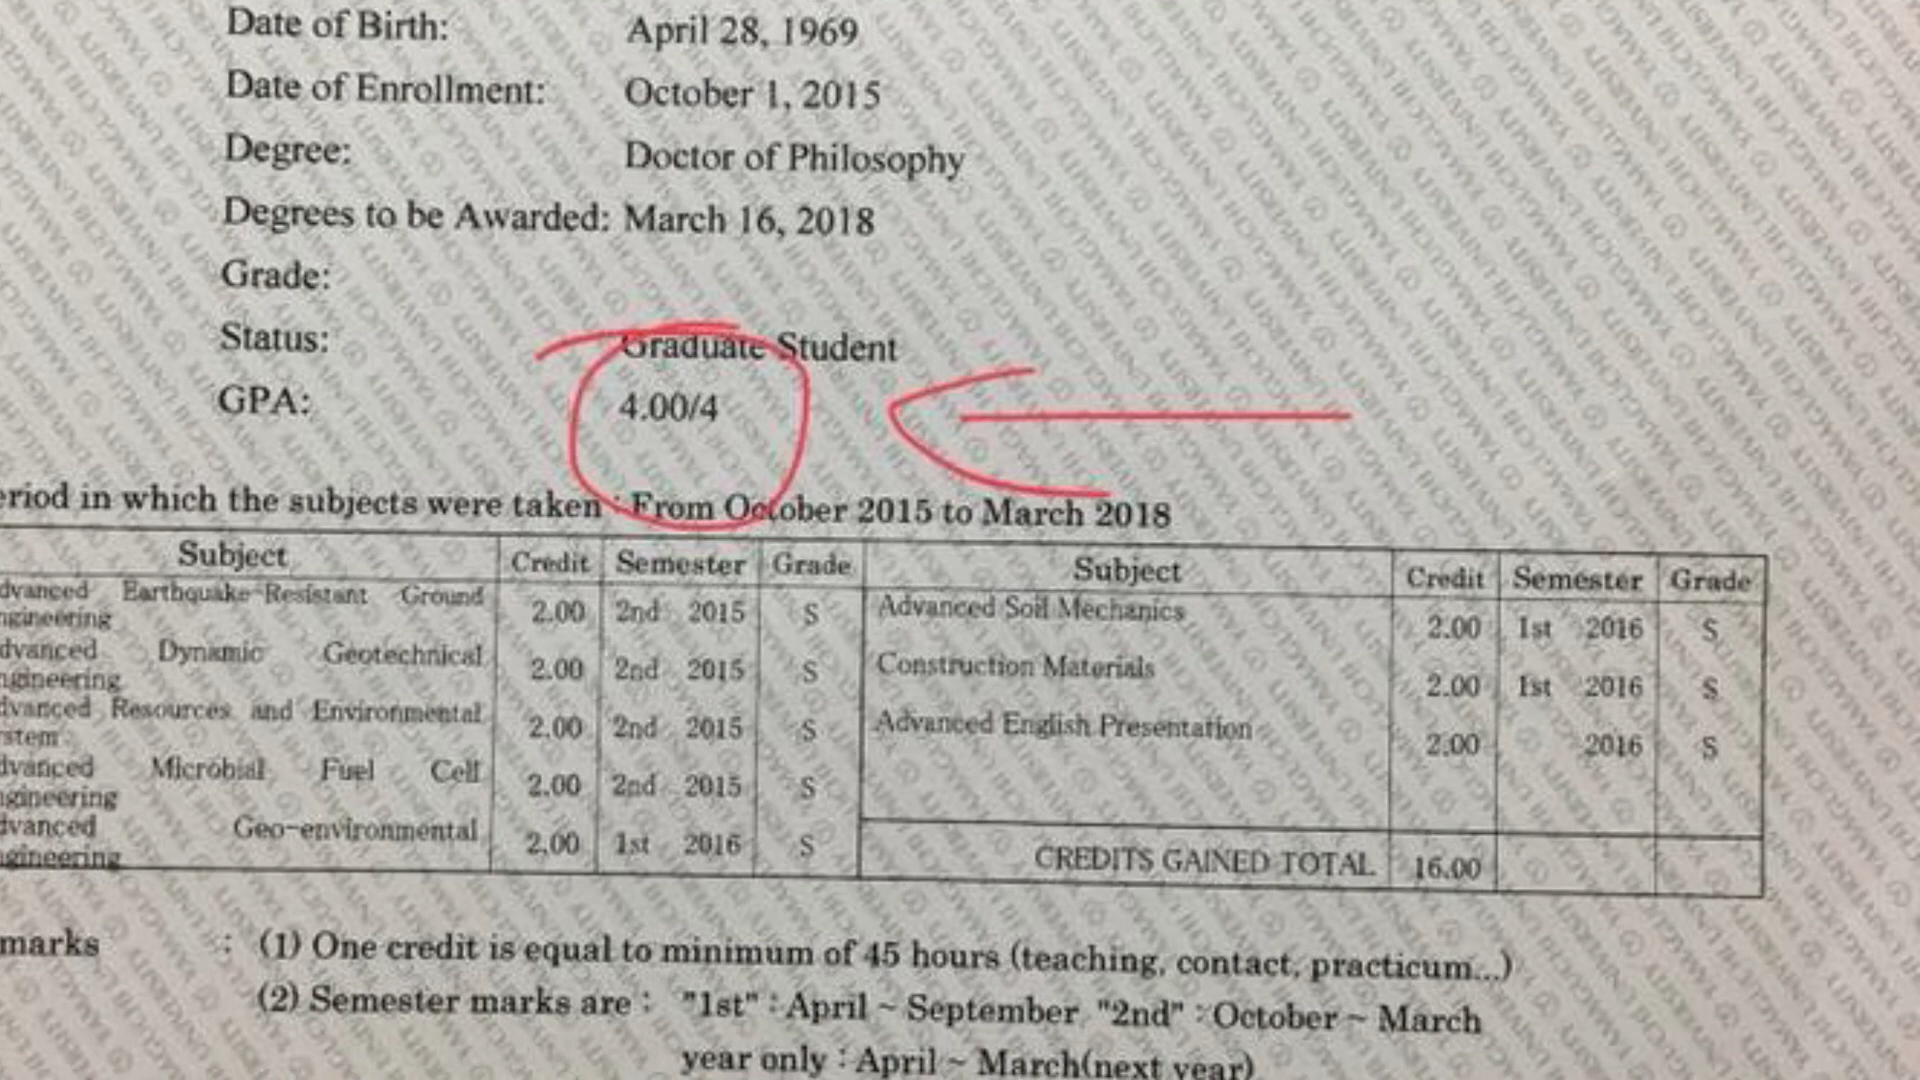 Date of Birth: April 28, 1969
Date of Enrollment: October 1, 2015
Degree: Doctor of Philosophy
Degrees to be Awarded: March 16, 2018
Grade:
Status: Graduate Student
GPA: 4.00/4
eriod in which the subjects were taken : From October 2015 to March 2018
Subject Credit Semester Grade Subject Credit Semester Grade
dvanced Earthquake-Resistant Ground
ngineering 2.00 2nd 2015 S
dvanced Dynamic Geotechnical
ngineering 2.00 2nd 2015 S
dvanced Resources and Environmental
stem 2.00 2nd 2015 S
dvanced Microbial Fuel Cell
ngineering 2.00 2nd 2015 S
dvanced Geo-environmental
ngineering 2.00 1st 2016 S
Advanced Soil Mechanics 2.00 1st 2016 S
Construction Materials 2.00 1st 2016 S
Advanced English Presentation 2.00 2016 S
CREDITS GAINED TOTAL 16.00
marks : (1) One credit is equal to minimum of 45 hours (teaching, contact, practicum...)
(2) Semester marks are : "1st" : April ~ September "2nd" : October ~ March
year only : April ~ March(next year)
YAMAGUCHI UNIVERSITY